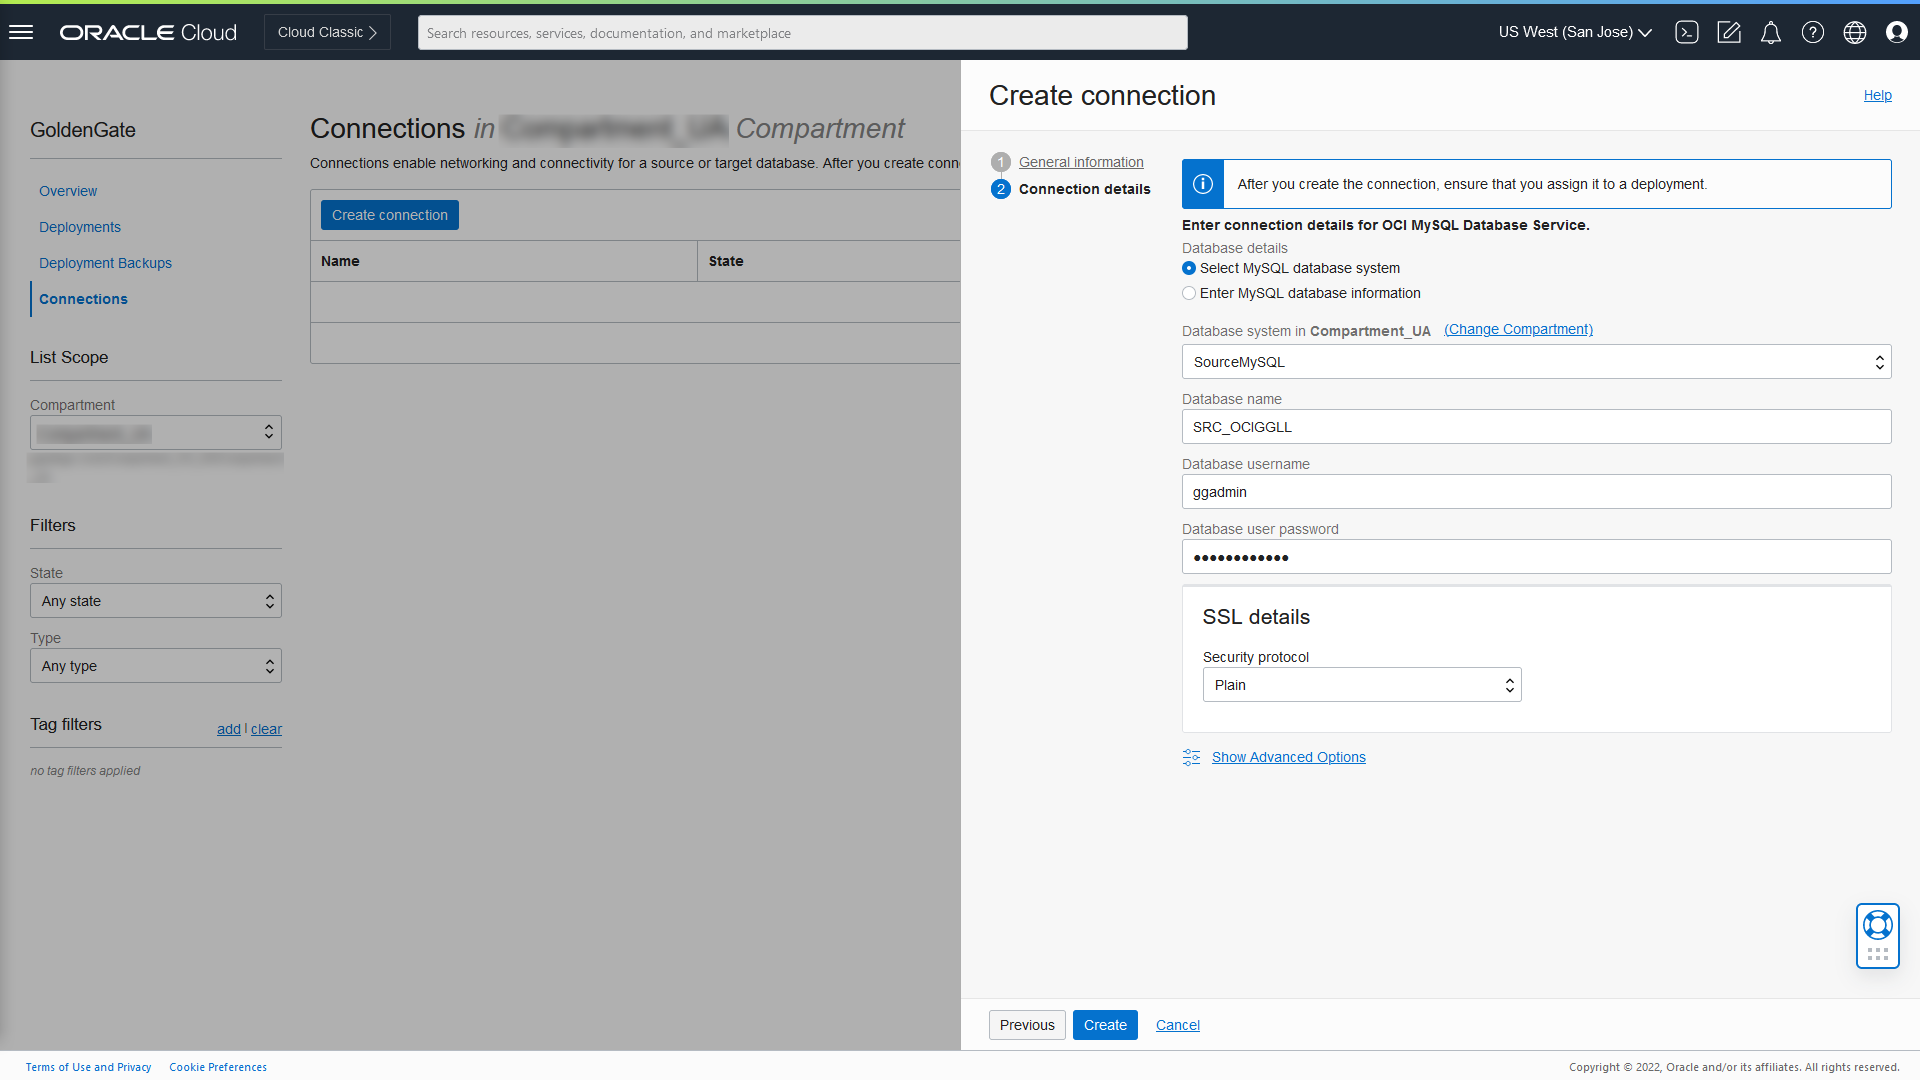 ORACLE Cloud
Cloud Classic
Search resources, services, documentation, and marketplace
US West (San Jose)
GoldenGate
Overview
Deployments
Deployment Backups
Connections
List Scope
Compartment
Filters
State
Any state
Type
Any type
Tag filters
add | clear
no tag filters applied
Connections in Compartment_UA Compartment
Connections enable networking and connectivity for a source or target database. After you create conn
Create connection
Name State
Create connection
Help
1 General information
2 Connection details
After you create the connection, ensure that you assign it to a deployment.
Enter connection details for OCI MySQL Database Service.
Database details
Select MySQL database system
Enter MySQL database information
Database system in Compartment_UA (Change Compartment)
SourceMySQL
Database name
SRC_OCIGGLL
Database username
ggadmin
Database user password
••••••••••••
SSL details
Security protocol
Plain
Show Advanced Options
Previous
Create
Cancel
Terms of Use and Privacy Cookie Preferences
Copyright © 2022, Oracle and/or its affiliates. All rights reserved.